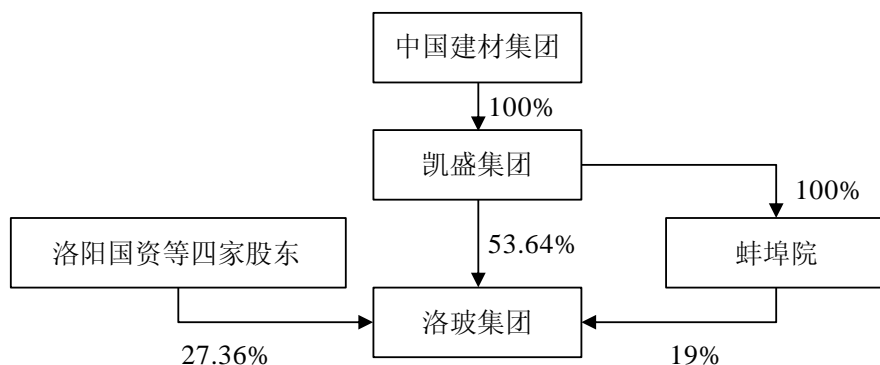 中国建材集团
100%
凯盛集团
100%
洛阳国资等四家股东
53.64%
蚌埠院
洛玻集团
27.36%
19%